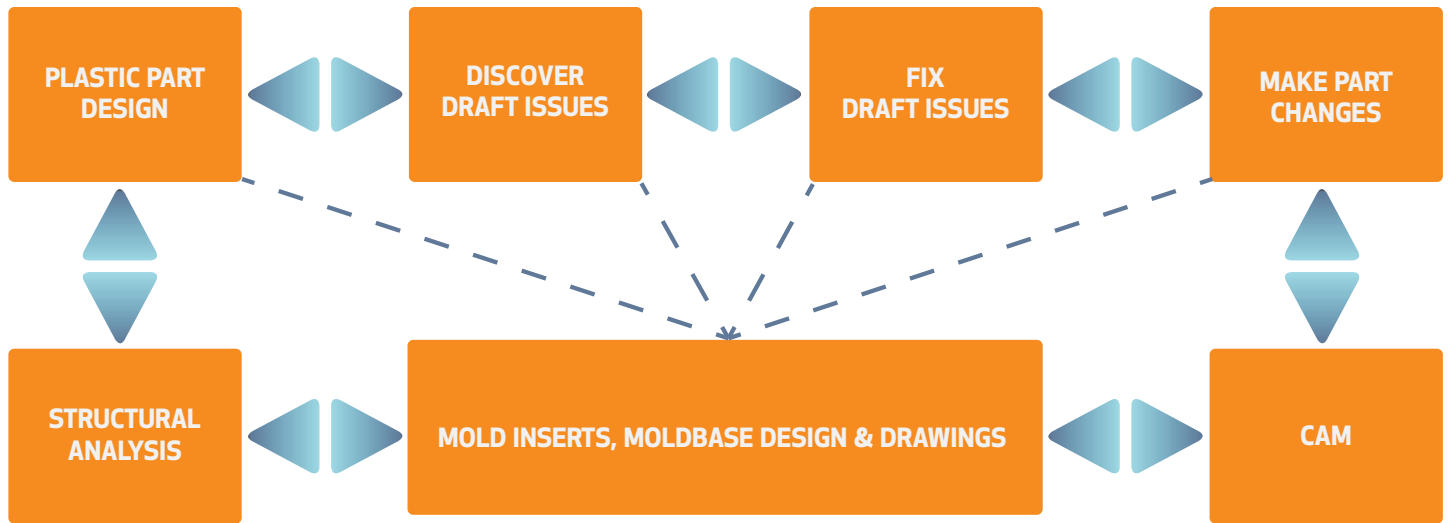 PLASTIC PART
DESIGN
DISCOVER
DRAFT ISSUES
FIX
DRAFT ISSUES
MAKE PART
CHANGES
STRUCTURAL
ANALYSIS
MOLD INSERTS, MOLDBASE DESIGN & DRAWINGS
CAM